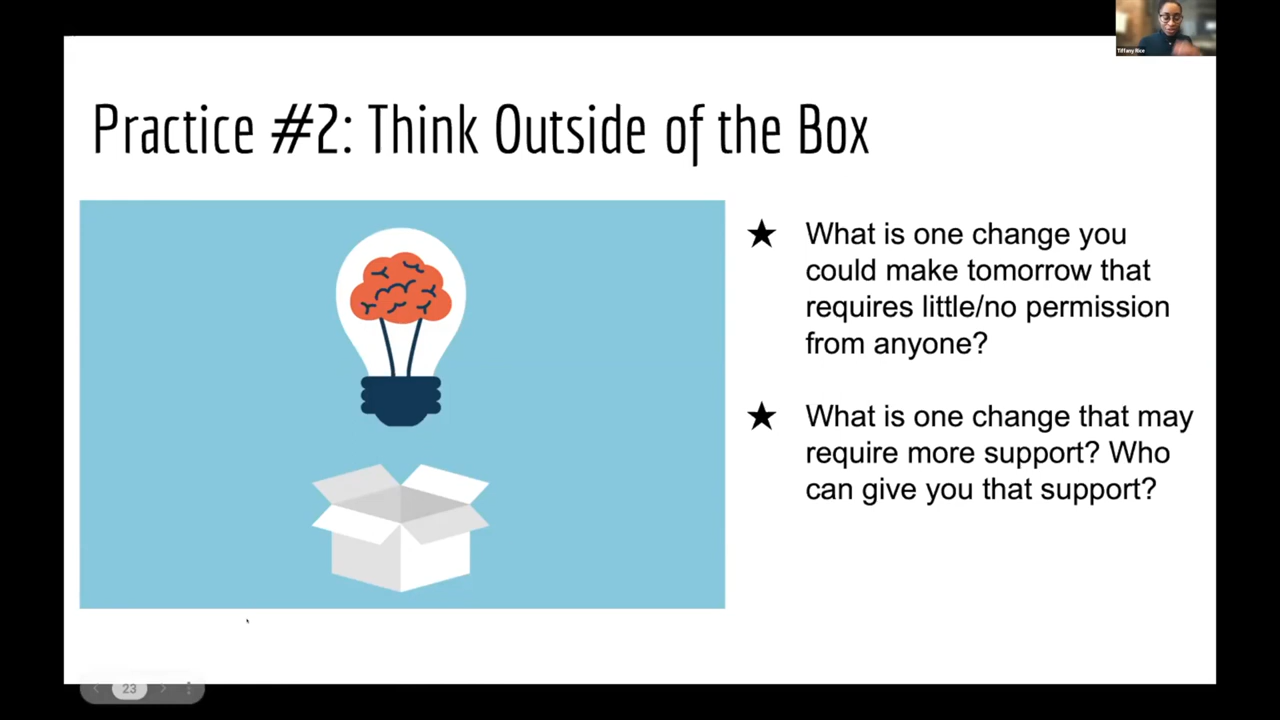 Tiffany Rice
Practice #2: Think Outside of the Box
★ What is one change you
could make tomorrow that
requires little/no permission
from anyone?
★ What is one change that may
require more support? Who
can give you that support?
23